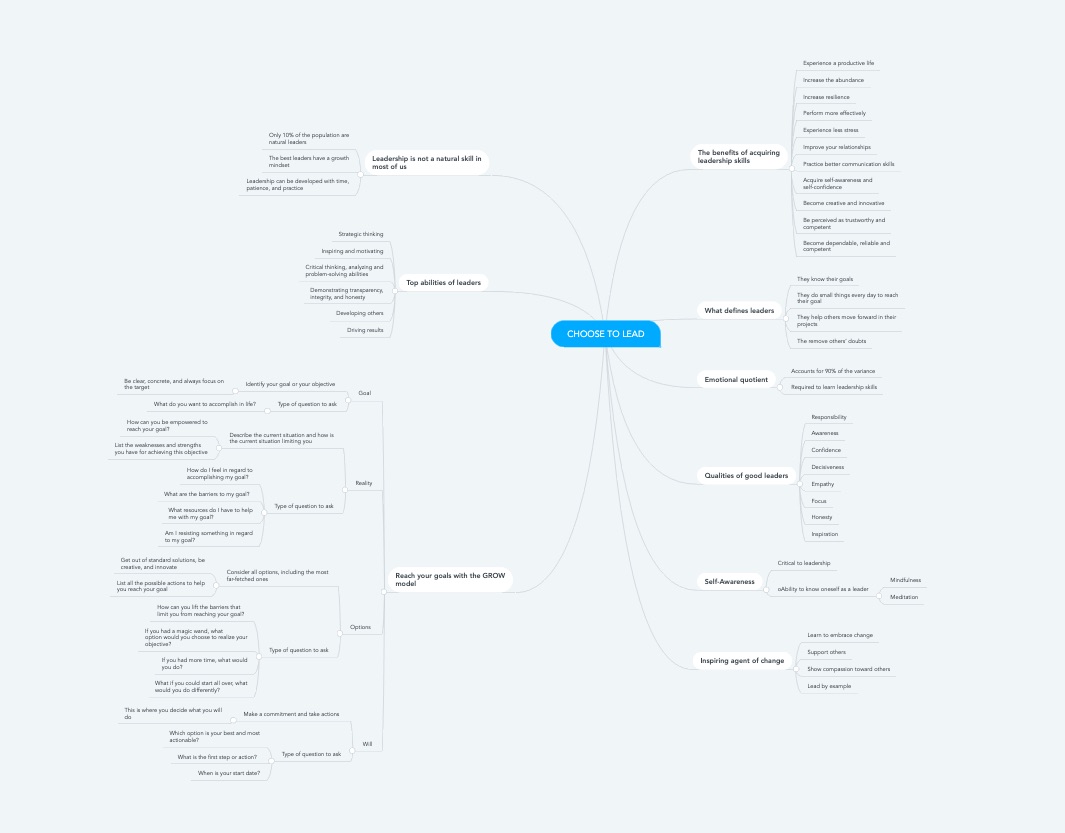 CHOOSE TO LEAD
The benefits of acquiring
leadership skills
Experience a productive life
Increase the abundance
Increase resilience
Perform more effectively
Experience less stress
Improve your relationships
Practice better communication skills
Acquire self-awareness and
self-confidence
Become creative and innovative
Be perceived as trustworthy and
competent
Become dependable, reliable and
competent
What defines leaders
They know their goals
They do small things every day to reach
their goal
They help others move forward in their
projects
The remove others' doubts
Emotional quotient
Accounts for 90% of the variance
Required to learn leadership skills
Qualities of good leaders
Responsibility
Awareness
Confidence
Decisiveness
Empathy
Focus
Honesty
Inspiration
Self-Awareness
Critical to leadership
oAbility to know oneself as a leader
Mindfulness
Meditation
Inspiring agent of change
Learn to embrace change
Support others
Show compassion toward others
Lead by example
Leadership is not a natural skill in
most of us
Only 10% of the population are
natural leaders
The best leaders have a growth
mindset
Leadership can be developed with time,
patience, and practice
Top abilities of leaders
Strategic thinking
Inspiring and motivating
Critical thinking, analyzing and
problem-solving abilities
Demonstrating transparency,
integrity, and honesty
Developing others
Driving results
Reach your goals with the GROW
model
Goal
Identify your goal or your objective
Be clear, concrete, and always focus on
the target
Type of question to ask
What do you want to accomplish in life?
Reality
Describe the current situation and how is
the current situation limiting you
How can you be empowered to
reach your goal?
List the weaknesses and strengths
you have for achieving this objective
Type of question to ask
How do I feel in regard to
accomplishing my goal?
What are the barriers to my goal?
What resources do I have to help
me with my goal?
Am I resisting something in regard
to my goal?
Options
Consider all options, including the most
far-fetched ones
Get out of standard solutions, be
creative, and innovate
List all the possible actions to help
you reach your goal
Type of question to ask
How can you lift the barriers that
limit you from reaching your goal?
If you had a magic wand, what
option would you choose to realize your
objective?
If you had more time, what would
you do?
What if you could start all over, what
would you do differently?
Will
Make a commitment and take actions
This is where you decide what you will
do
Type of question to ask
Which option is your best and most
actionable?
What is the first step or action?
When is your start date?